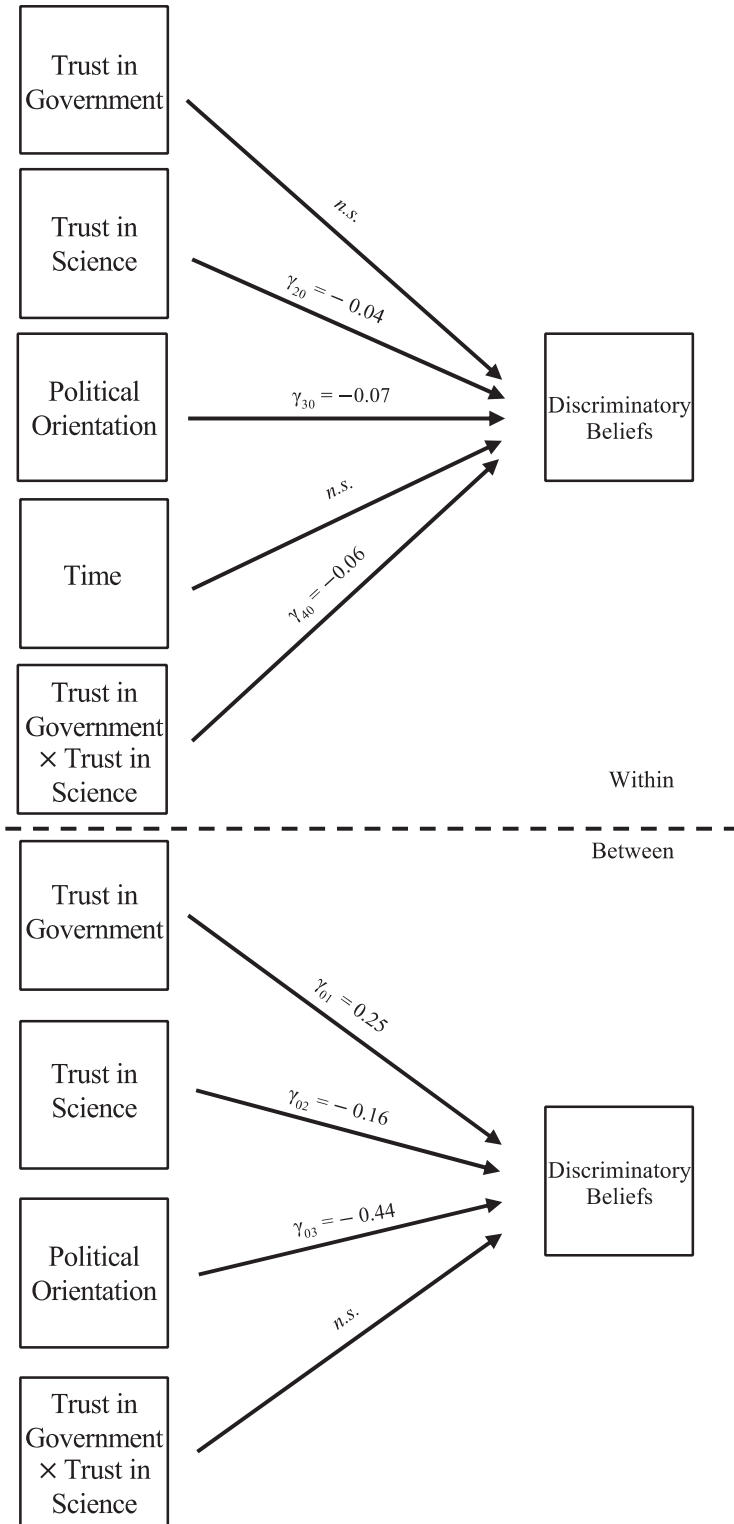 Trust in
Government
n.s.
Trust in
Science
γ20 = − 0.04
Political
Orientation
γ30 = −0.07
Discriminatory
Beliefs
n.s.
Time
γ40 = −0.06
Trust in
Government
× Trust in
Science
Within
Between
Trust in
Government
γ01 = 0.25
Trust in
Science
γ02 = − 0.16
Discriminatory
Beliefs
Political
Orientation
γ03 = − 0.44
n.s.
Trust in
Government
× Trust in
Science